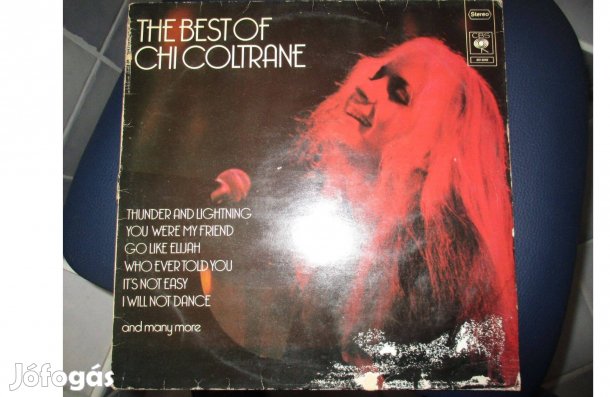 THE BEST OF
CHI COLTRANE
Stereo
CBS
THUNDER AND LIGHTNING
YOU WERE MY FRIEND
GO LIKE ELIJAH
WHO EVER TOLD YOU
IT'S NOT EASY
I WILL NOT DANCE
and many more
Jófogás